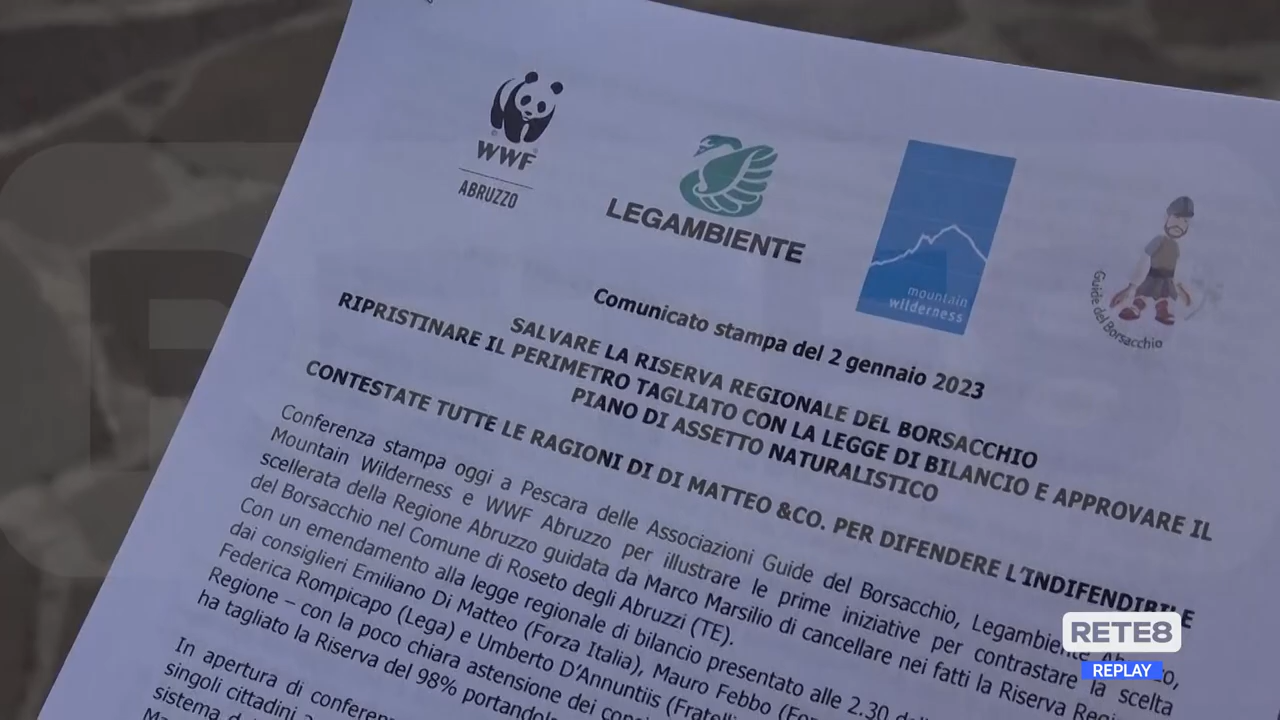 WWF
ABRUZZO
LEGAMBIENTE
mountain
wilderness
Guide del Borsacchio
Comunicato stampa del 2 gennaio 2023
SALVARE LA RISERVA REGIONALE DEL BORSACCHIO
RIPRISTINARE IL PERIMETRO TAGLIATO CON LA LEGGE DI BILANCIO E APPROVARE IL
PIANO DI ASSETTO NATURALISTICO
CONTESTATE TUTTE LE RAGIONI DI DI MATTEO &CO. PER DIFENDERE L'INDIFENDIBILE
Conferenza stampa oggi a Pescara delle Associazioni Guide del Borsacchio, Legambiente
Mountain Wilderness e WWF Abruzzo per illustrare le prime iniziative per contrastare la scelta
scellerata della Regione Abruzzo guidata da Marco Marsilio di cancellare nei fatti la Riserva
del Borsacchio nel Comune di Roseto degli Abruzzi (TE).
Con un emendamento alla legge regionale di bilancio presentato alle 2.30
dai consiglieri Emiliano Di Matteo (Forza Italia), Mauro Febbo
Federica Rompicapo (Lega) e Umberto D'Annuntiis
Regione – con la poco chiara astensione dei
ha tagliato la Riserva del 98%
In apertura di
singoli cittadini
RETE8
REPLAY